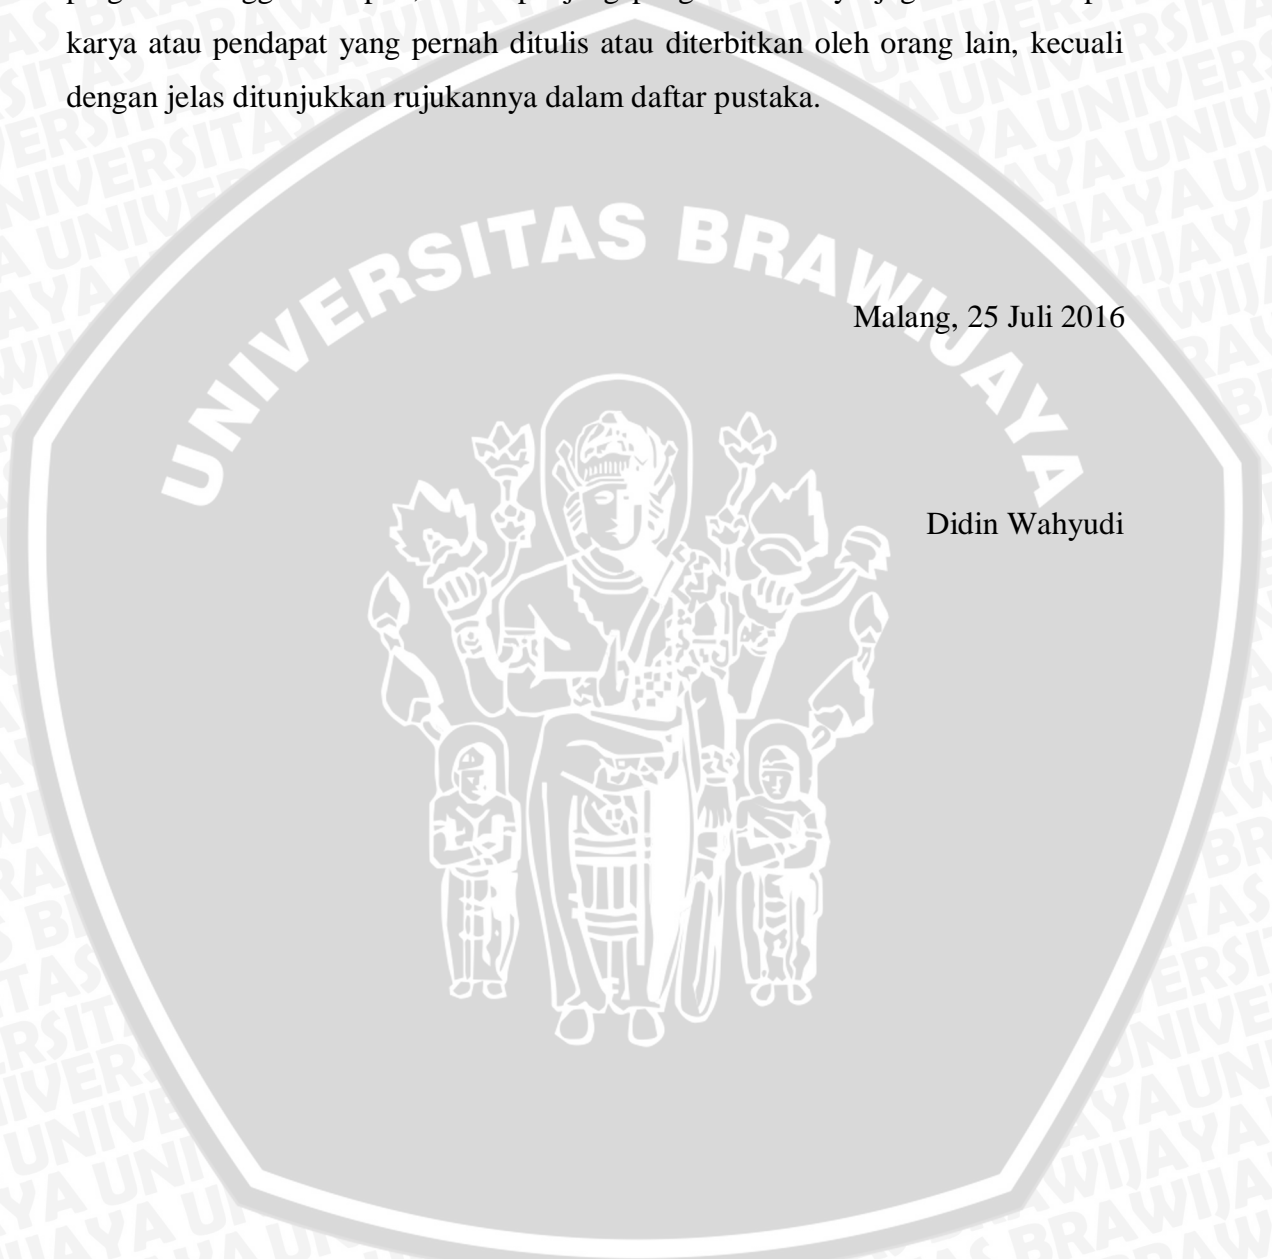 karya atau pendapat yang pernah ditulis atau diterbitkan oleh orang lain, kecuali
dengan jelas ditunjukkan rujukannya dalam daftar pustaka.
UNIVERSITAS BRAWIJAYA
Malang, 25 Juli 2016
Didin Wahyudi